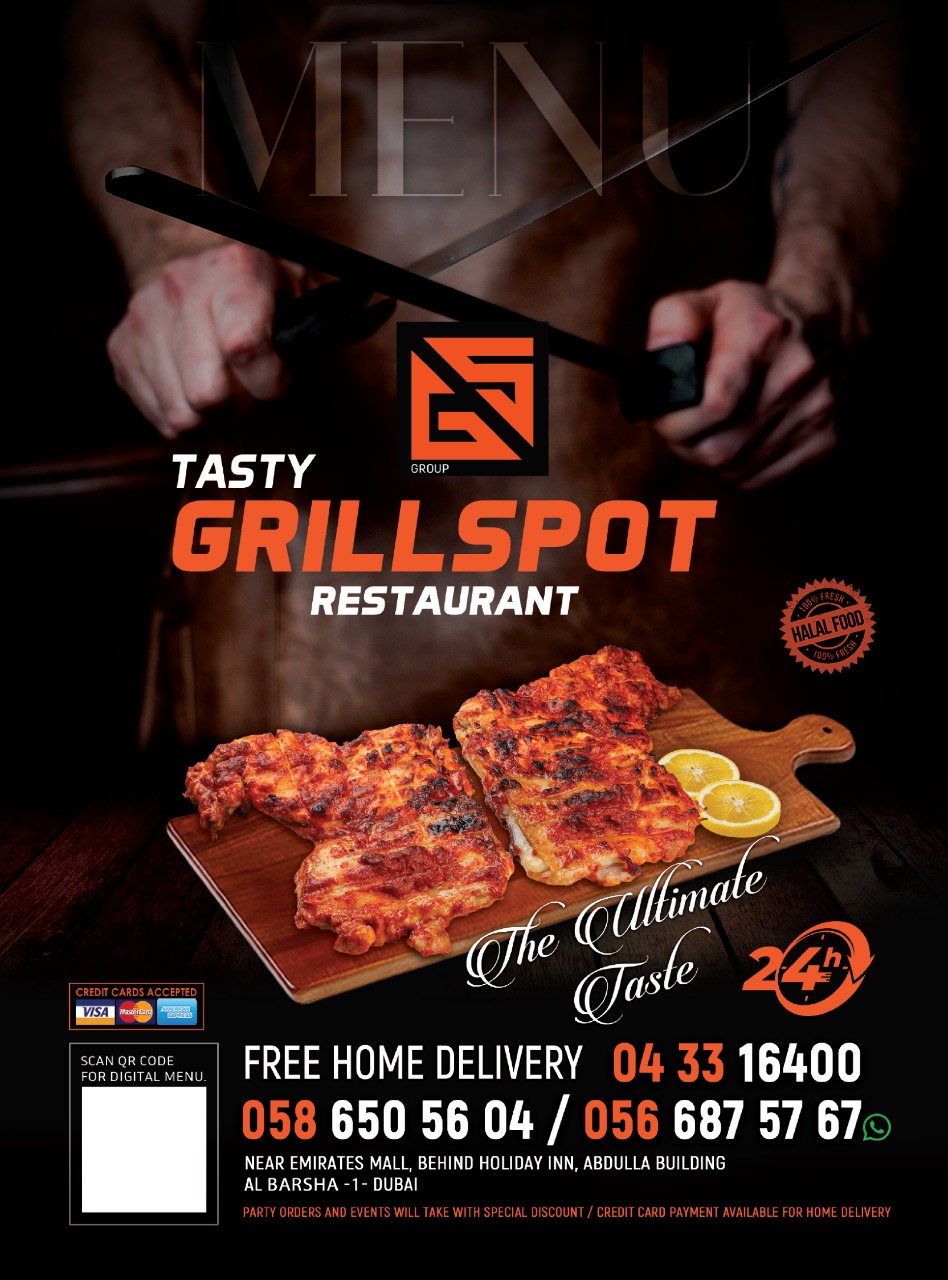 MENU
GS
GROUP
TASTY
GRILLSPOT
RESTAURANT
100% FRESH
HALAL FOOD
100% FRESH
The Ultimate
Taste
24h
CREDIT CARDS ACCEPTED
VISA MasterCard AMERICAN EXPRESS
SCAN QR CODE
FOR DIGITAL MENU.
FREE HOME DELIVERY 04 33 16400
058 650 56 04 / 056 687 57 67
NEAR EMIRATES MALL, BEHIND HOLIDAY INN, ABDULLA BUILDING
AL BARSHA -1- DUBAI
PARTY ORDERS AND EVENTS WILL TAKE WITH SPECIAL DISCOUNT / CREDIT CARD PAYMENT AVAILABLE FOR HOME DELIVERY